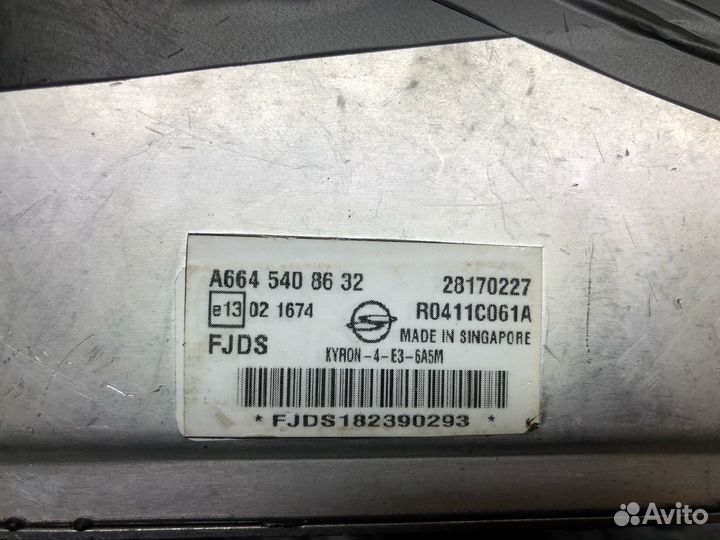 A664 540 86 32 28170227
e13 02 1674 R0411C061A
FJDS MADE IN SINGAPORE
KYRON-4-E3-6A5M
* FJDS182390293 *
Avito